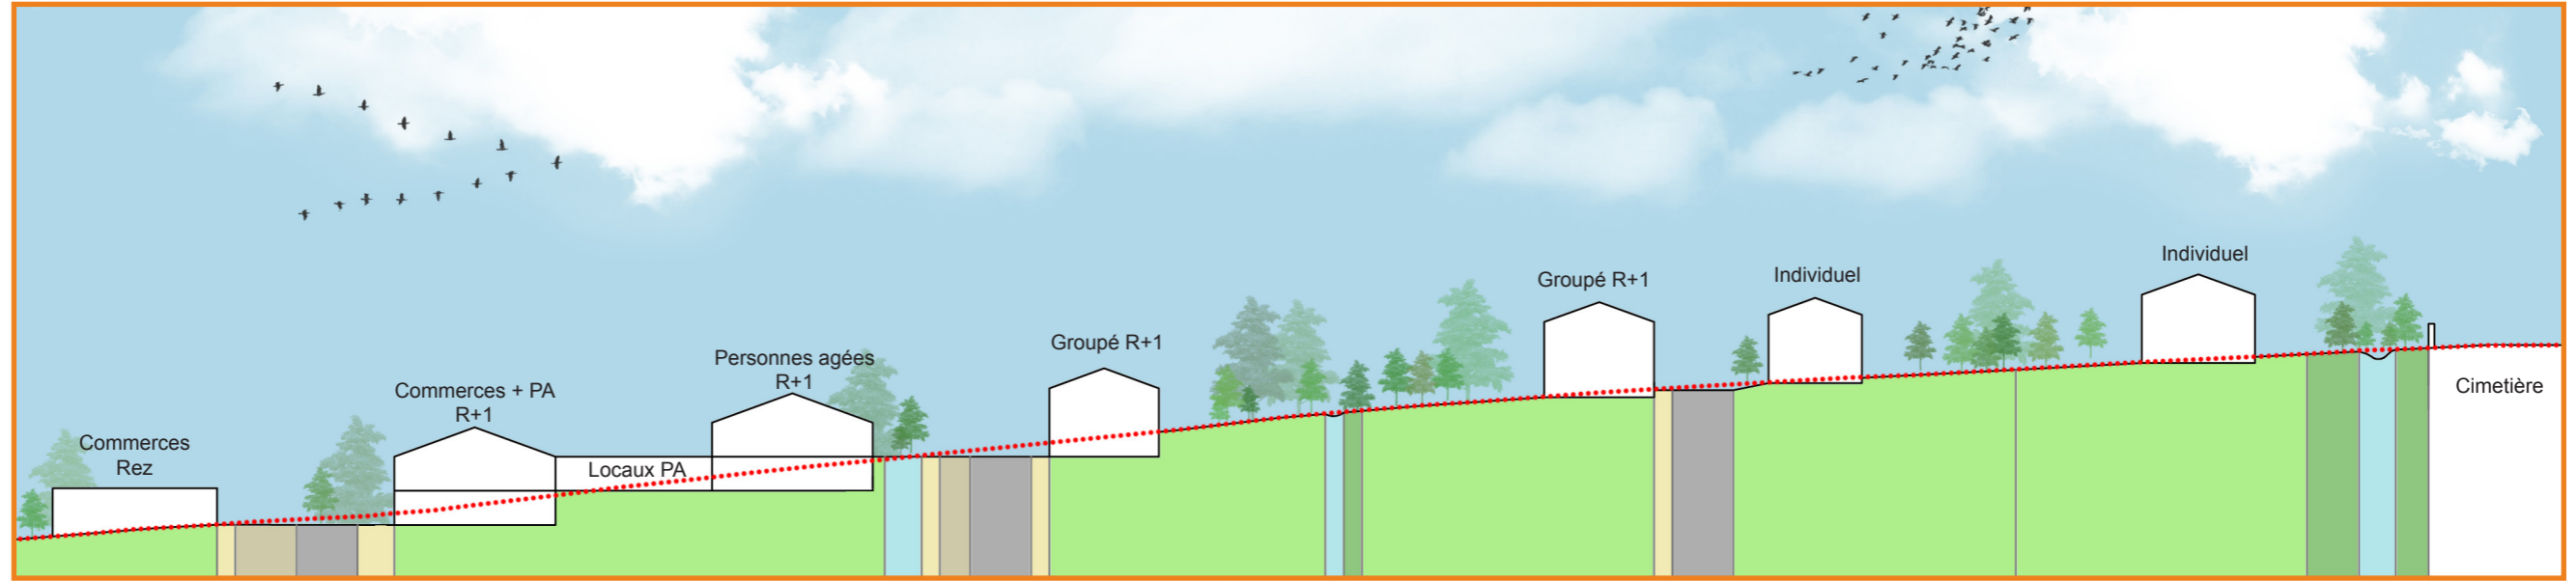 Commerces
Rez
Commerces + PA
R+1
Locaux PA
Personnes agées
R+1
Groupé R+1
Groupé R+1
Individuel
Individuel
Cimetière